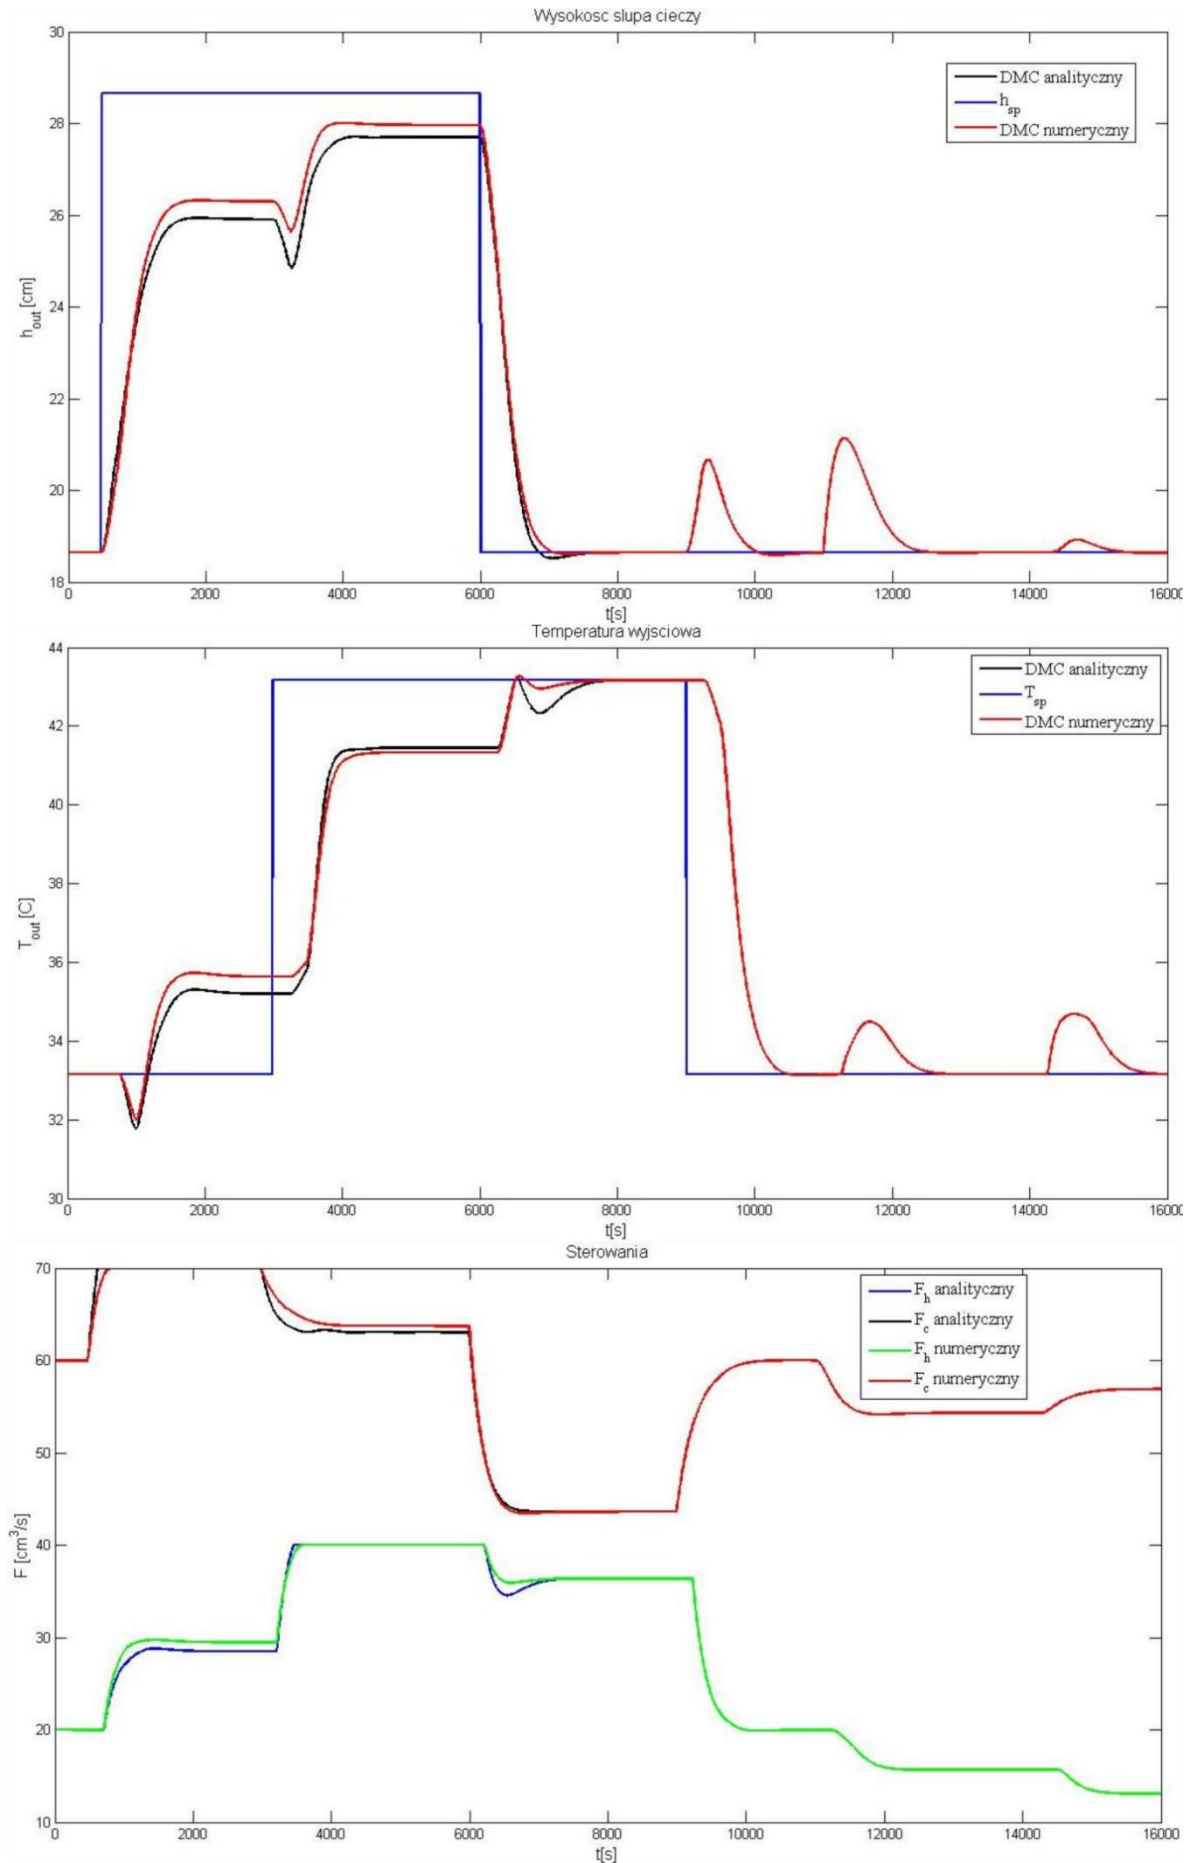 Wysokosc slupa cieczy
30
28
26
24
22
20
18
h_out [cm]
DMC analityczny
h_sp
DMC numeryczny
0 2000 4000 6000 8000 10000 12000 14000 16000
t[s]
Temperatura wyjsciowa
44
42
40
38
36
34
32
30
T_out [C]
DMC analityczny
T_sp
DMC numeryczny
0 2000 4000 6000 8000 10000 12000 14000 16000
t[s]
Sterowania
70
60
50
40
30
20
10
F [cm³/s]
F_h analityczny
F_c analityczny
F_h numeryczny
F_c numeryczny
0 2000 4000 6000 8000 10000 12000 14000 16000
t[s]